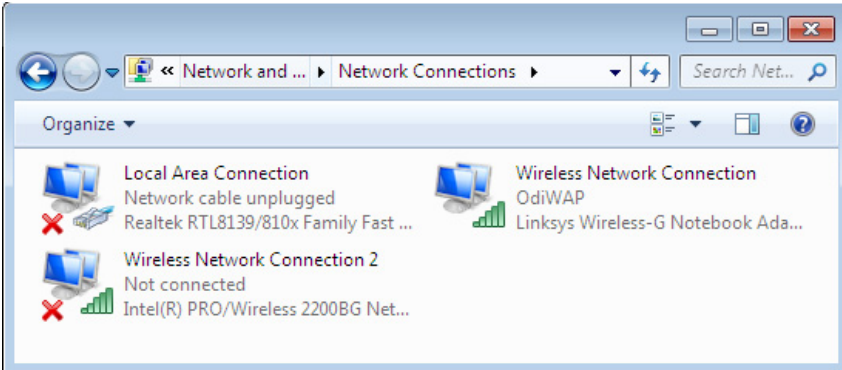 « Network and ... ▸ Network Connections ▸
Search Net...
Organize
Local Area Connection
Network cable unplugged
Realtek RTL8139/810x Family Fast ...
Wireless Network Connection
OdiWAP
Linksys Wireless-G Notebook Ada...
Wireless Network Connection 2
Not connected
Intel(R) PRO/Wireless 2200BG Net...